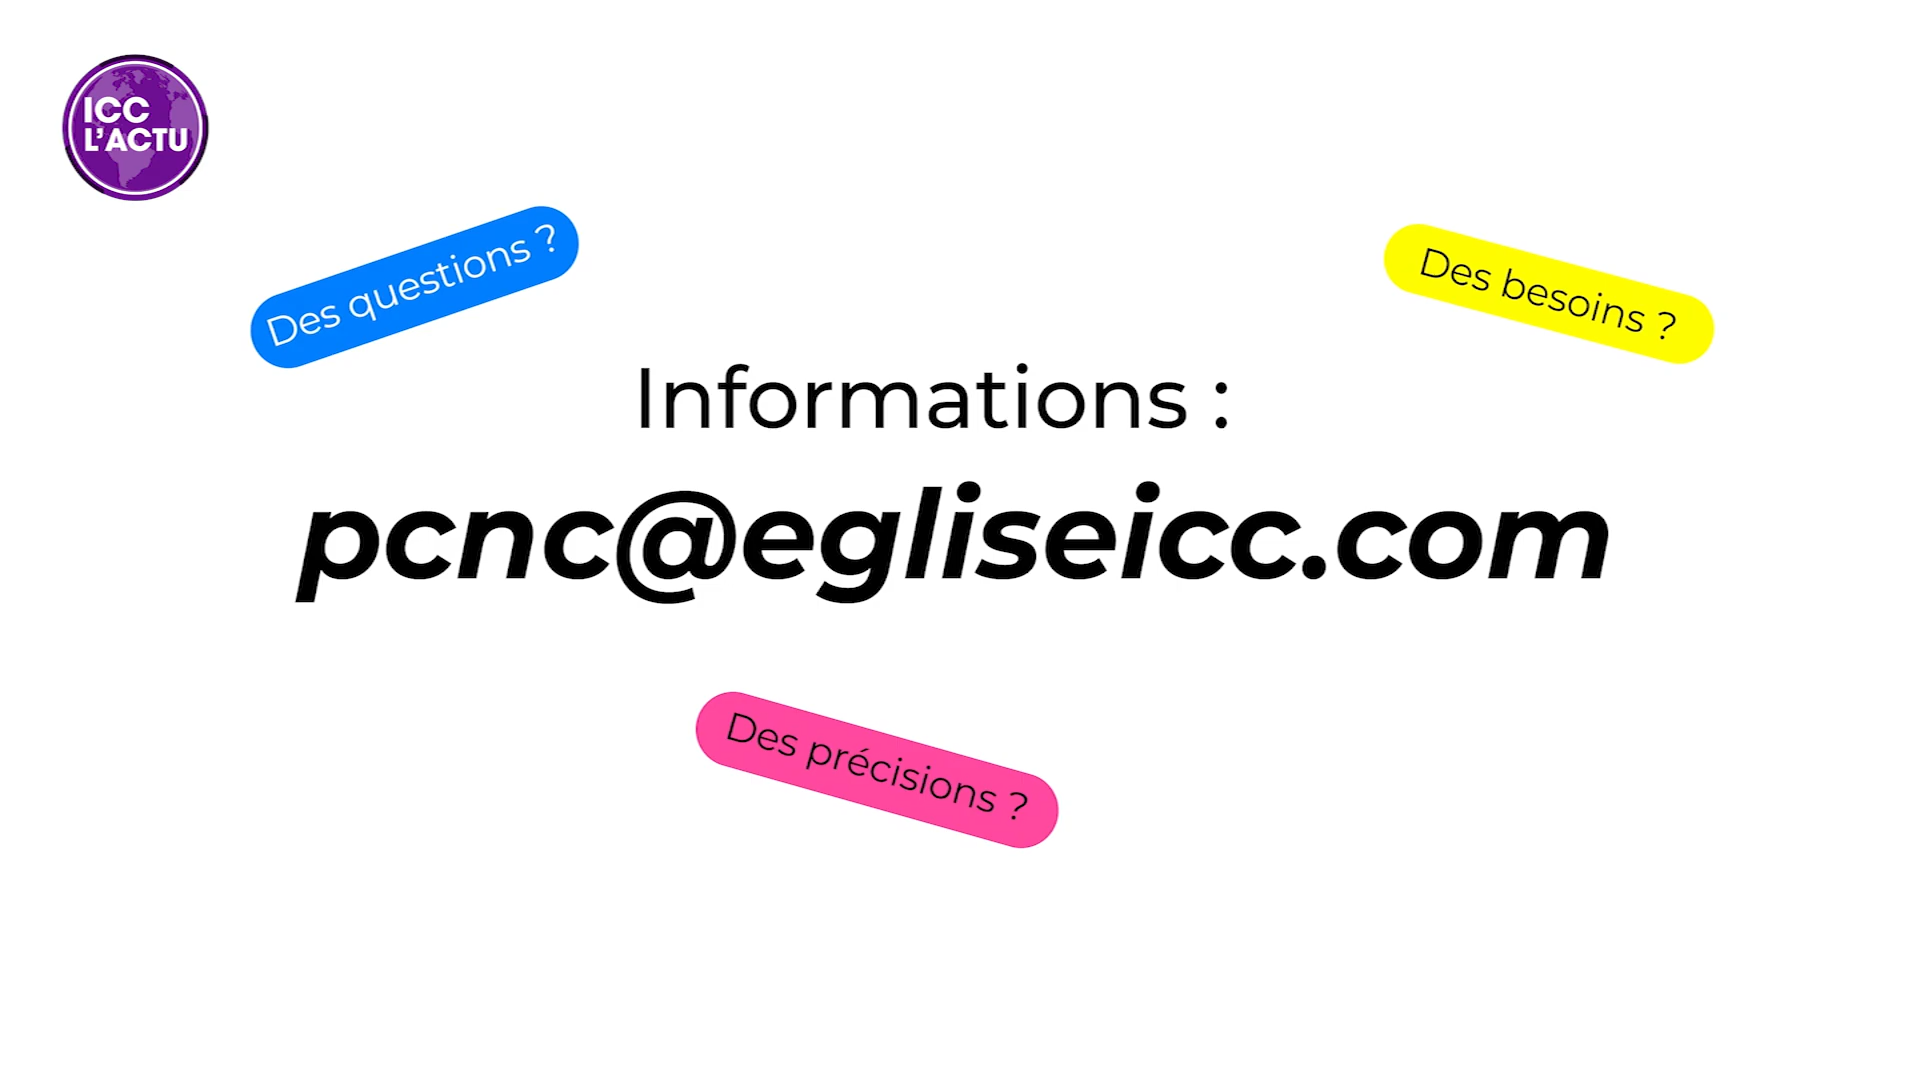 ICC
L'ACTU
Des questions ?
Des besoins ?
Informations :
pcnc@egliseicc.com
Des précisions ?